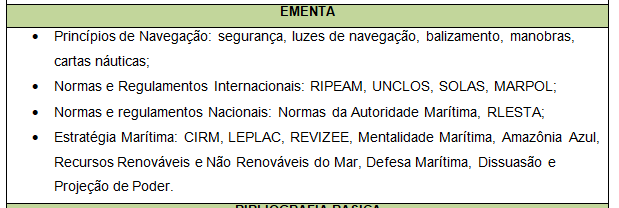 EMENTA
• Princípios de Navegação: segurança, luzes de navegação, balizamento, manobras,
cartas náuticas;
• Normas e Regulamentos Internacionais: RIPEAM, UNCLOS, SOLAS, MARPOL;
• Normas e regulamentos Nacionais: Normas da Autoridade Marítima, RLESTA;
• Estratégia Marítima: CIRM, LEPLAC, REVIZEE, Mentalidade Marítima, Amazônia Azul,
Recursos Renováveis e Não Renováveis do Mar, Defesa Marítima, Dissuasão e
Projeção de Poder.
BIBLIOGRAFIA BÁSICA